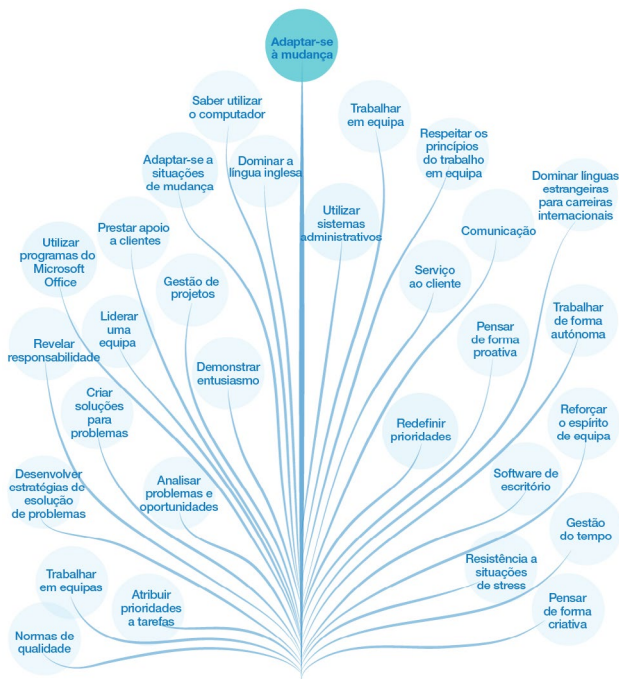 Adaptar-se
à mudança
Saber utilizar
o computador
Trabalhar
em equipa
Respeitar os
princípios
do trabalho
em equipa
Adaptar-se a
situações
de mudança
Dominar a
língua inglesa
Dominar línguas
estrangeiras
para carreiras
internacionais
Utilizar
sistemas
administrativos
Prestar apoio
a clientes
Comunicação
Utilizar
programas do
Microsoft
Office
Gestão de
projetos
Serviço
ao cliente
Liderar
uma
equipa
Trabalhar
de forma
autónoma
Pensar
de forma
proativa
Revelar
responsabilidade
Demonstrar
entusiasmo
Criar
soluções
para
problemas
Redefinir
prioridades
Reforçar
o espírito
de equipa
Desenvolver
estratégias de
esolução
de problemas
Analisar
problemas e
oportunidades
Software de
escritório
Gestão
do tempo
Resistência a
situações
de stress
Trabalhar
em equipas
Atribuir
prioridades
a tarefas
Pensar
de forma
criativa
Normas de
qualidade